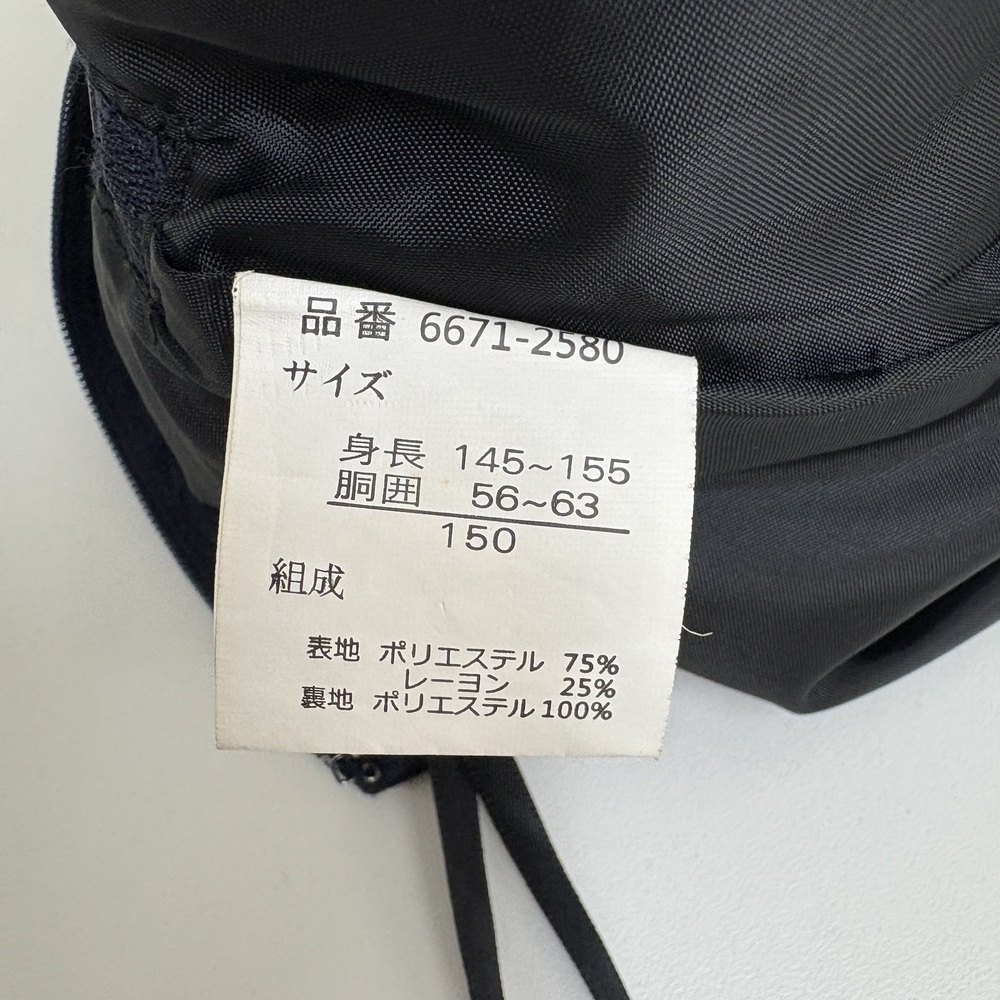 品番 6671-2580
サイズ
身長 145~155
胴囲 56~63
150
組成
表地 ポリエステル 75%
レーヨン 25%
裏地 ポリエステル 100%